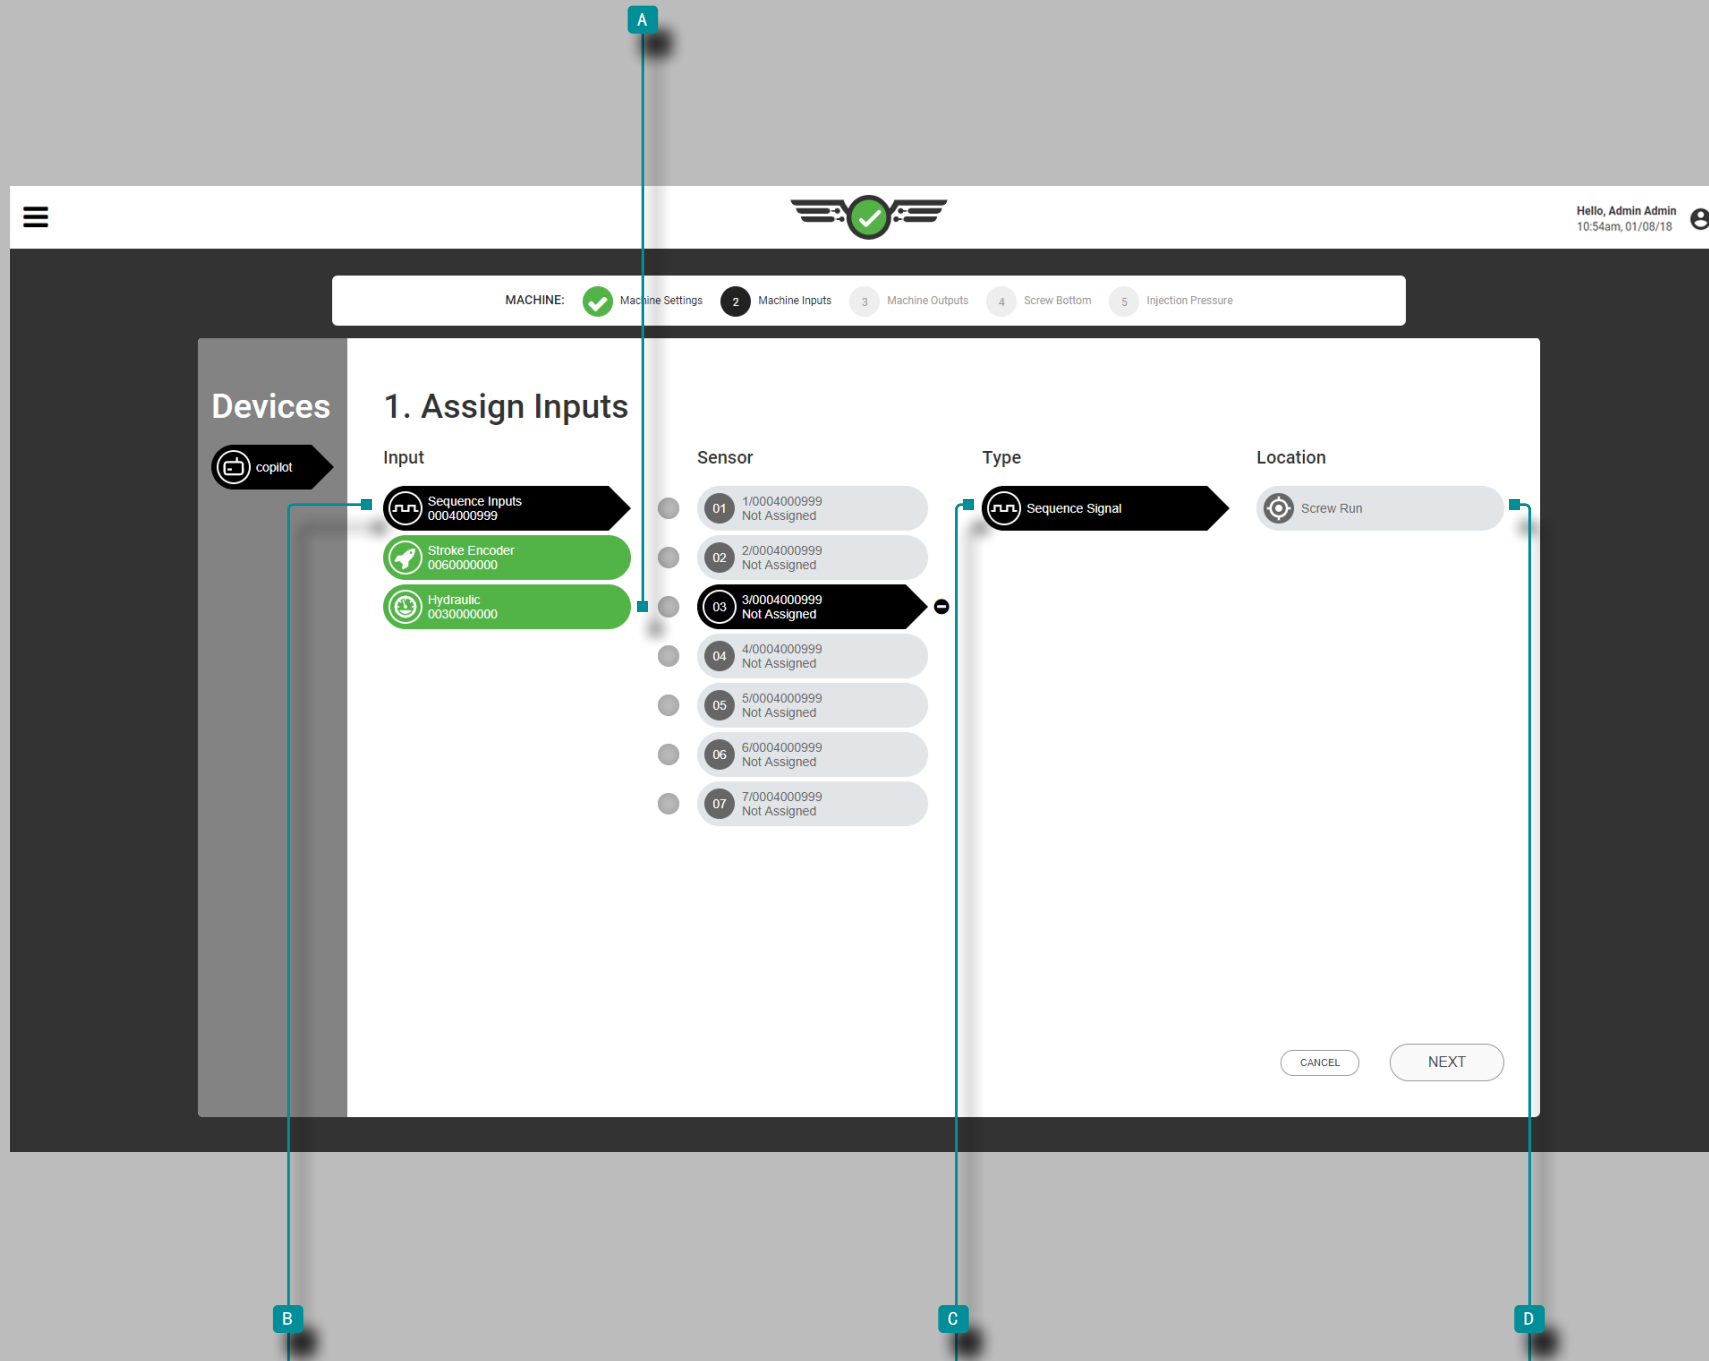 A
Hello, Admin Admin
10:54am, 01/08/18
MACHINE:
Machine Settings
2
Machine Inputs
3
Machine Outputs
4
Screw Bottom
5
Injection Pressure
Devices
copilot
1. Assign Inputs
Input
Sequence Inputs
0004000999
Stroke Encoder
0060000000
Hydraulic
0030000000
Sensor
01
1/0004000999
Not Assigned
02
2/0004000999
Not Assigned
03
3/0004000999
Not Assigned
04
4/0004000999
Not Assigned
05
5/0004000999
Not Assigned
06
6/0004000999
Not Assigned
07
7/0004000999
Not Assigned
Type
Sequence Signal
Location
Screw Run
CANCEL
NEXT
B
C
D